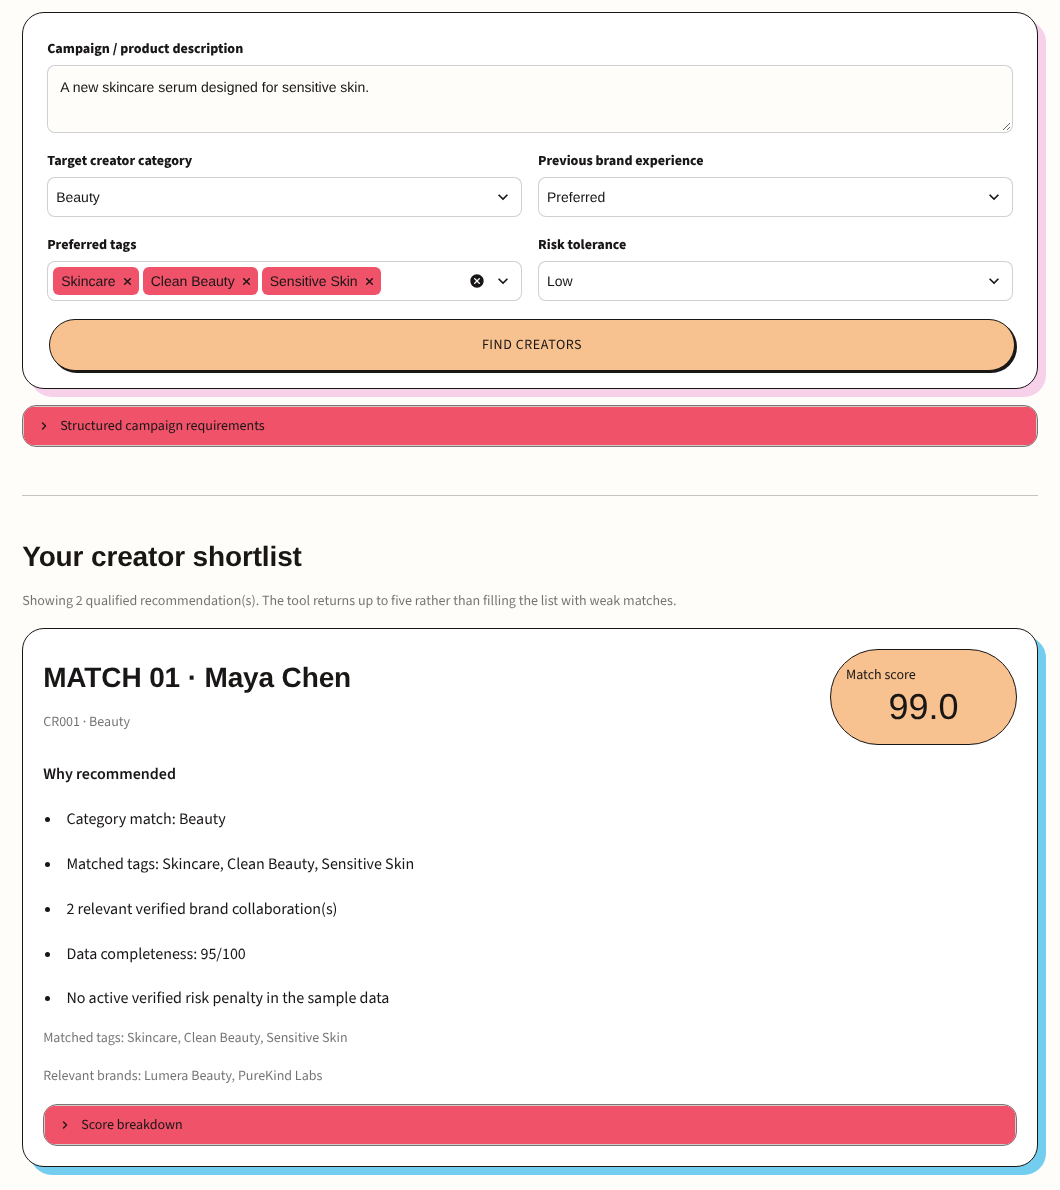 Campaign / product description
A new skincare serum designed for sensitive skin.
Target creator category
Previous brand experience
Beauty
Preferred
Preferred tags
Risk tolerance
Skincare × Clean Beauty × Sensitive Skin ×
Low
FIND CREATORS
Structured campaign requirements
Your creator shortlist
Showing 2 qualified recommendation(s). The tool returns up to five rather than filling the list with weak matches.
MATCH 01 · Maya Chen
Match score
99.0
CR001 · Beauty
Why recommended
• Category match: Beauty
• Matched tags: Skincare, Clean Beauty, Sensitive Skin
• 2 relevant verified brand collaboration(s)
• Data completeness: 95/100
• No active verified risk penalty in the sample data
Matched tags: Skincare, Clean Beauty, Sensitive Skin
Relevant brands: Lumera Beauty, PureKind Labs
Score breakdown